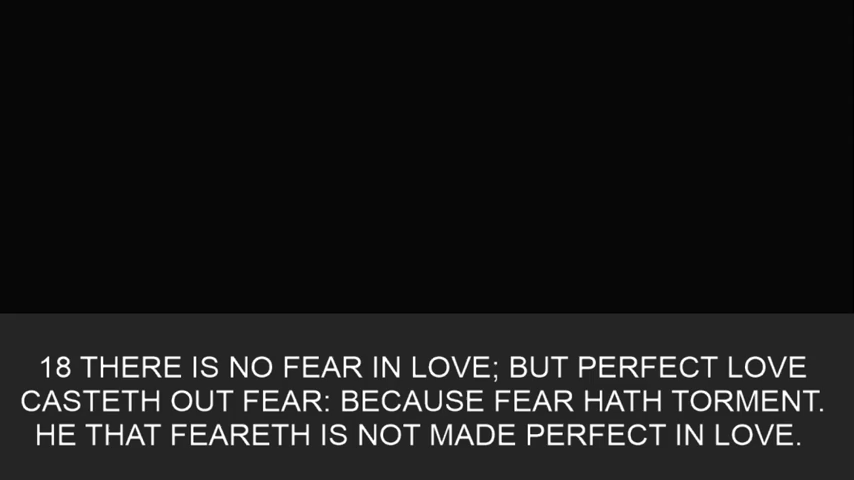 18 THERE IS NO FEAR IN LOVE; BUT PERFECT LOVE
CASTETH OUT FEAR: BECAUSE FEAR HATH TORMENT.
HE THAT FEARETH IS NOT MADE PERFECT IN LOVE.